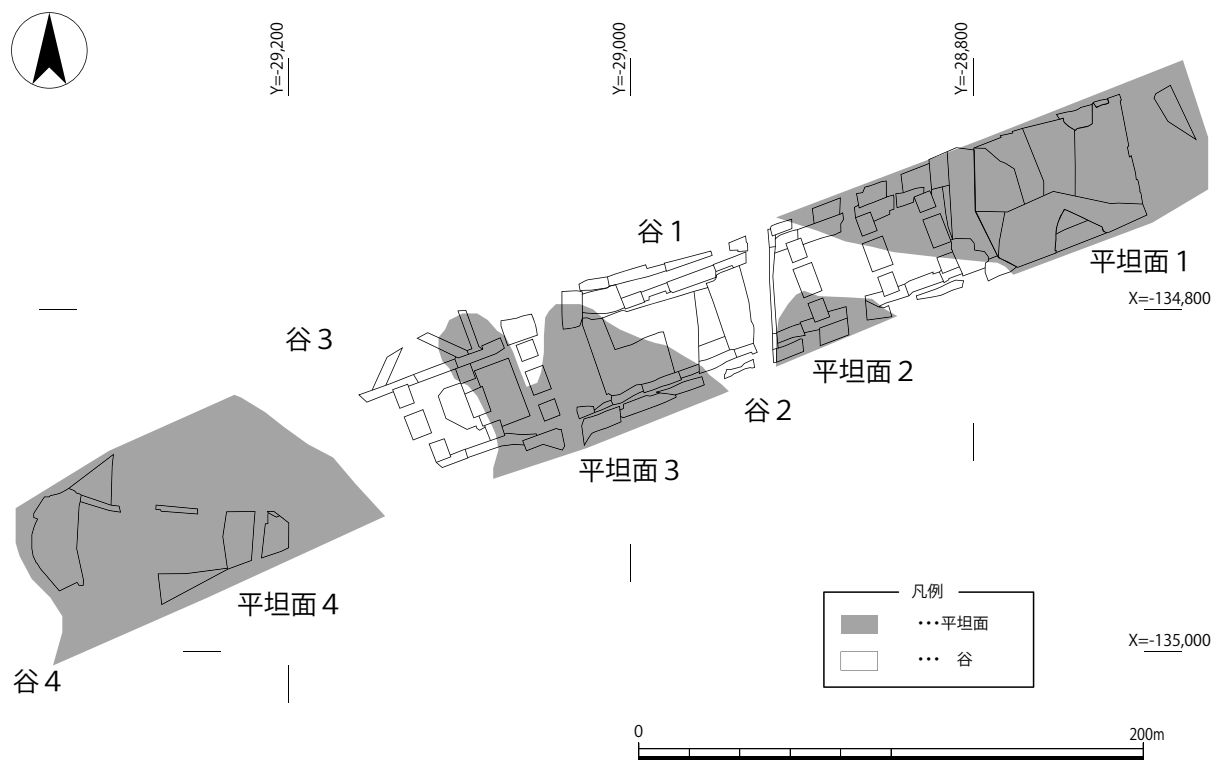 Y=-29,200
Y=-29,000
Y=-28,800
谷１
平坦面１
X=-134,800
谷３
平坦面２
谷２
平坦面３
平坦面４
谷４
凡例
･･･平坦面
･･･ 谷
X=-135,000
0
200m